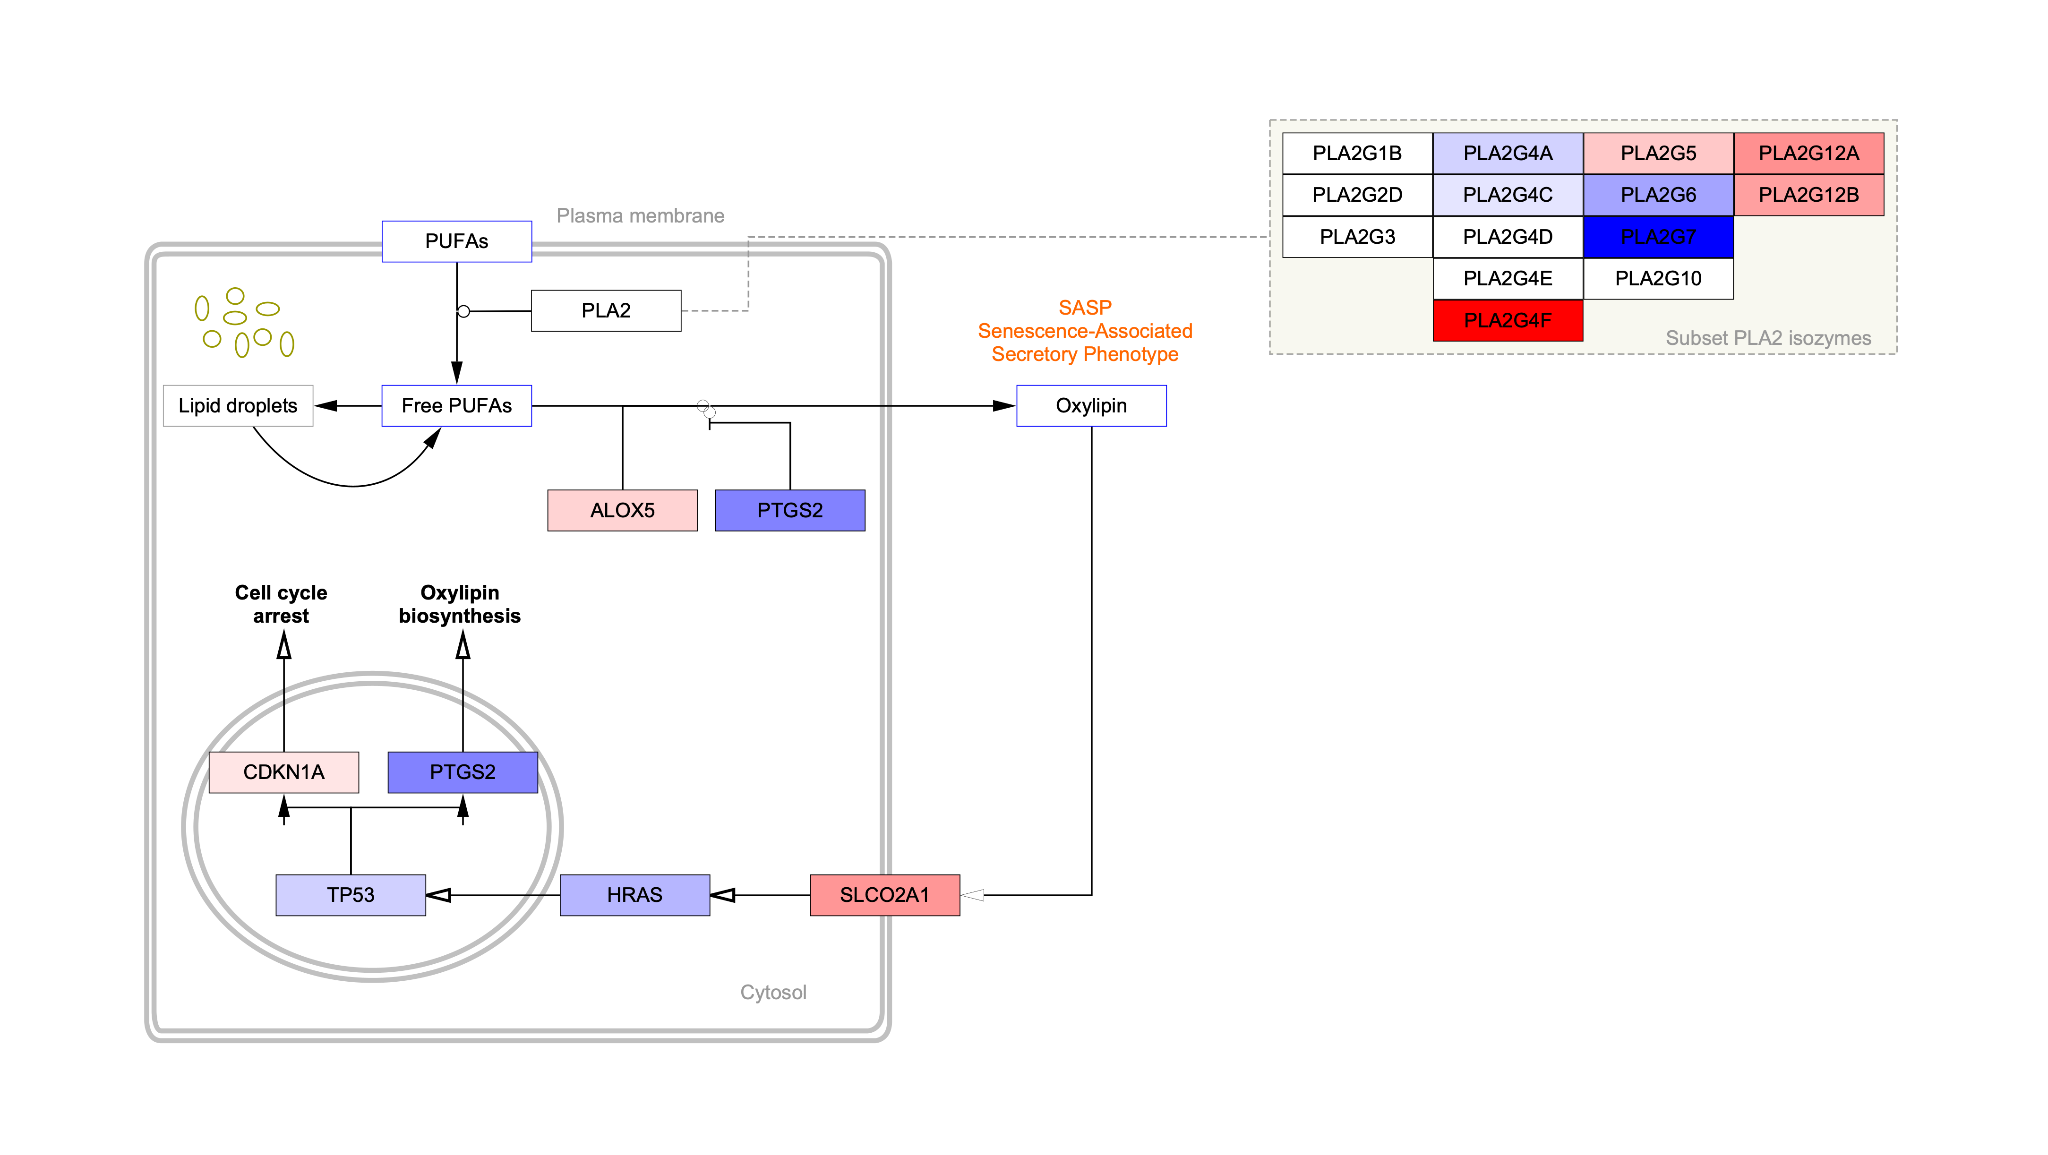 PLA2G1B
PLA2G4A
PLA2G5
PLA2G12A
PLA2G2D
PLA2G4C
PLA2G6
PLA2G12B
PLA2G3
PLA2G4D
PLA2G7
PLA2G4E
PLA2G10
PLA2G4F
Subset PLA2 isozymes
Plasma membrane
PUFAs
PLA2
SASP
Senescence-Associated
Secretory Phenotype
Lipid droplets
Free PUFAs
Oxylipin
ALOX5
PTGS2
Cell cycle
arrest
Oxylipin
biosynthesis
CDKN1A
PTGS2
TP53
HRAS
SLCO2A1
Cytosol